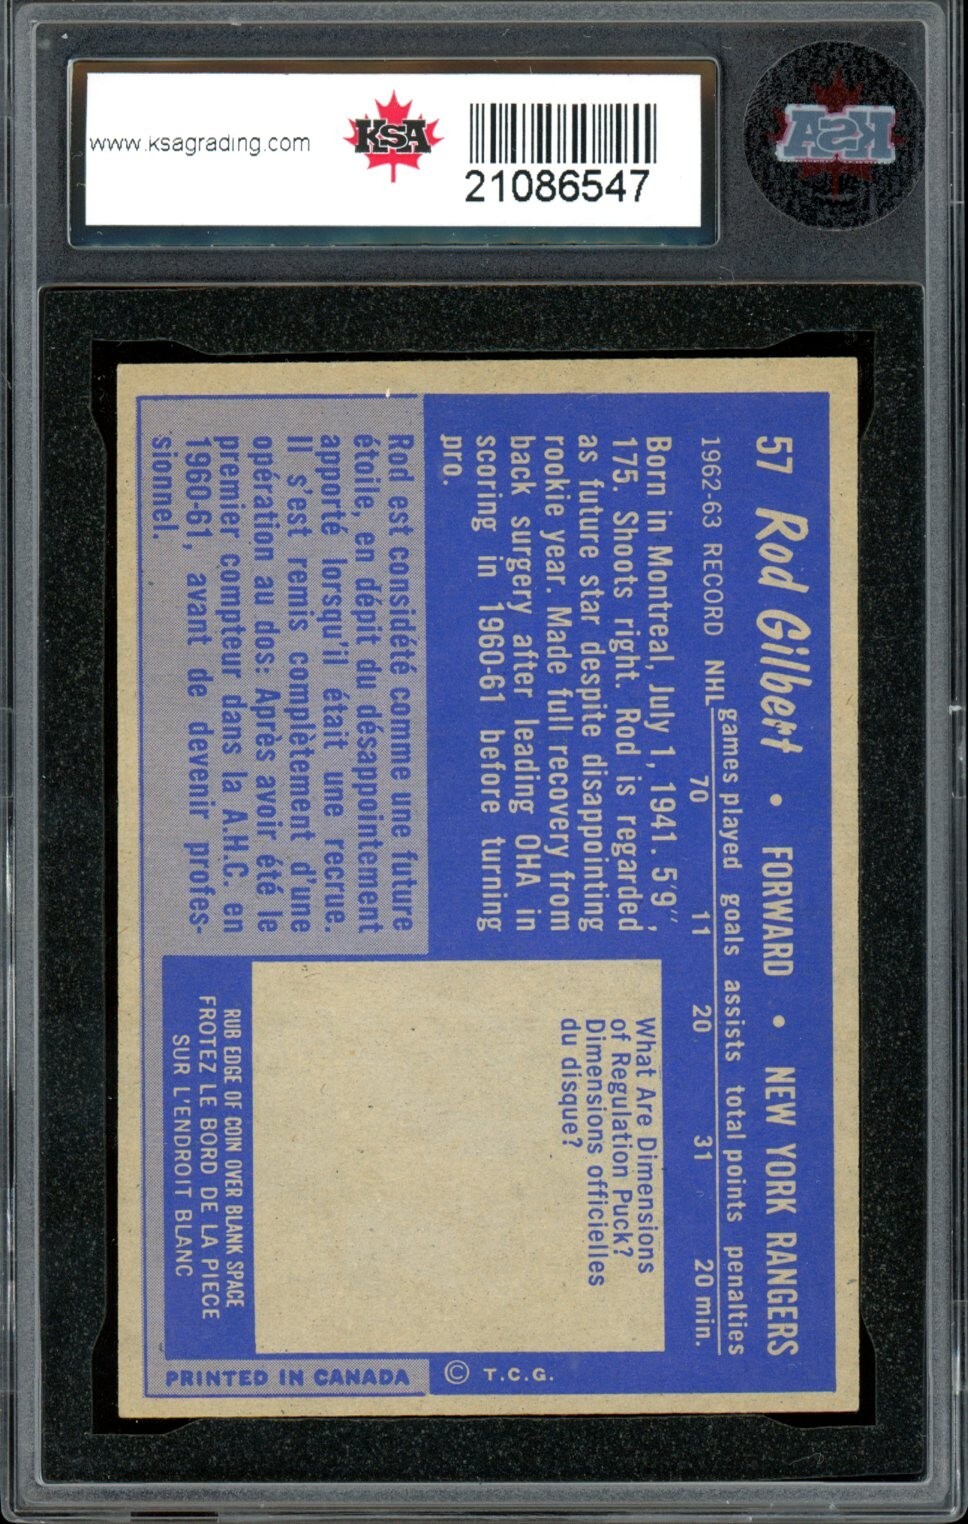 www.ksagrading.com
KSA
21086547
KSA
57 Rod Gilbert • FORWARD • NEW YORK RANGERS
games played goals assists total points penalties
1962-63 RECORD NHL 70 11 20 31 20 min.
Born in Montreal, July 1, 1941. 5'9",
175. Shoots right. Rod is regarded
as future star despite disappointing
rookie year. Made full recovery from
back surgery after leading OHA in
scoring in 1960-61 before turning
pro.
Rod est considété comme une future
étoile, en dépit du désappointement
apporté lorsqu'il était une recrue.
Il s'est remis complètement d'une
opération au dos: Après avoir été le
premier compteur dans la A.H.C. en
1960-61, avant de devenir profes-
sionnel.
What Are Dimensions
of Regulation Puck?
Dimensions officielles
du disque?
RUB EDGE OF COIN OVER BLANK SPACE
FROTEZ LE BORD DE LA PIECE
SUR L'ENDROIT BLANC
© T.C.G.
PRINTED IN CANADA